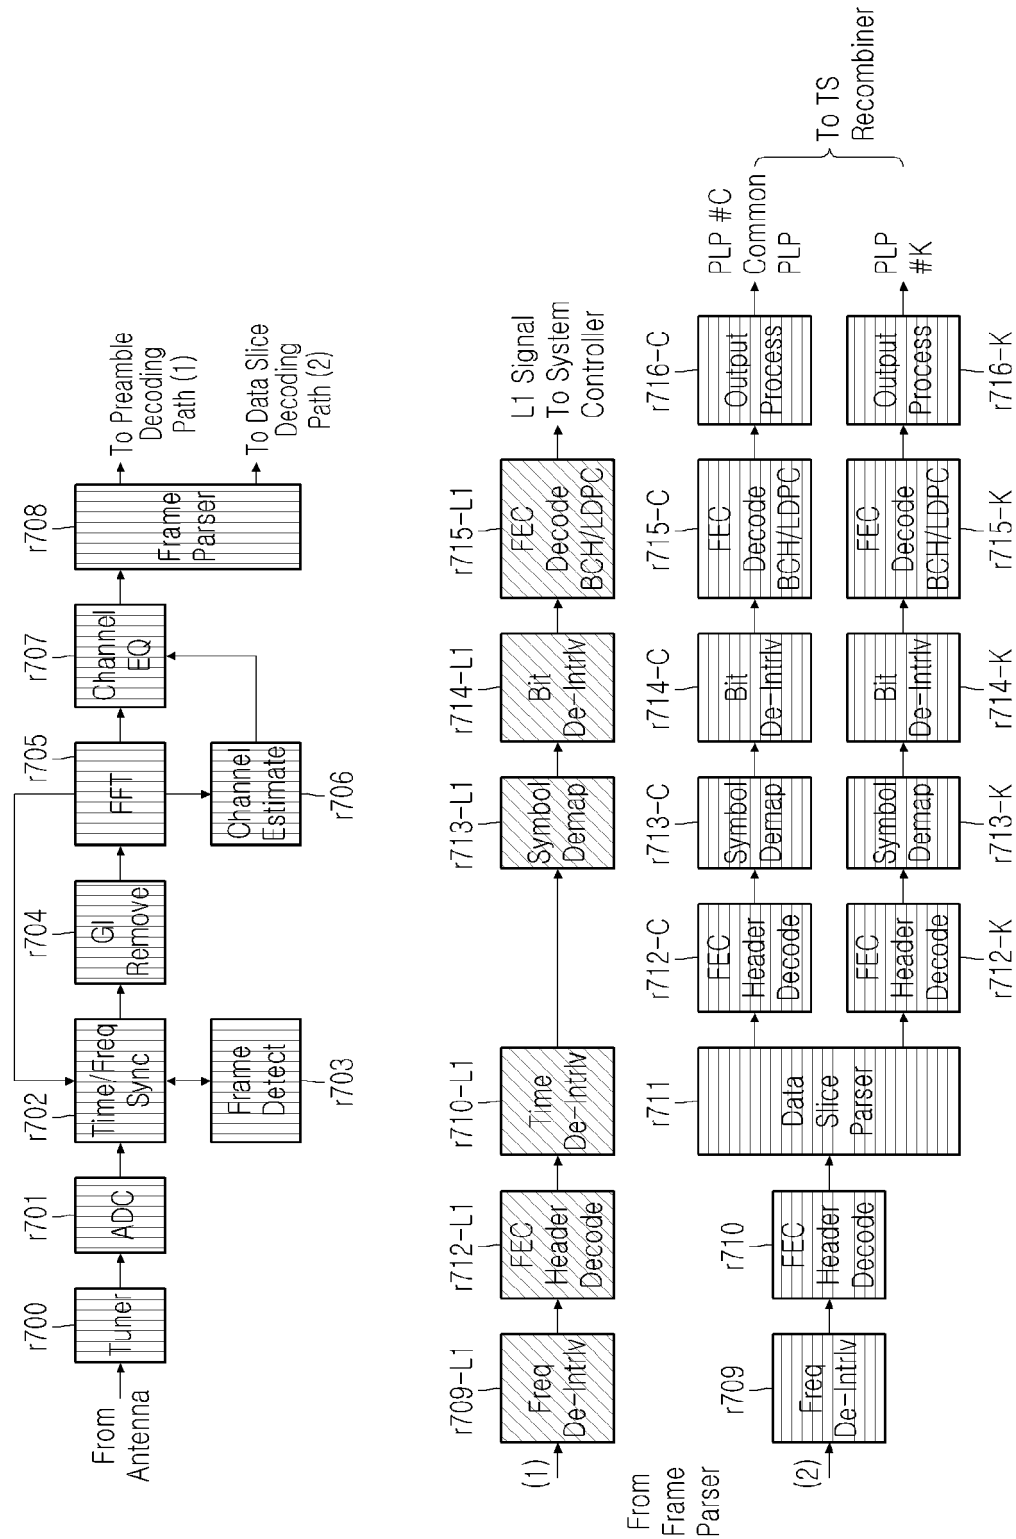 From
Antenna
r700
Tuner
r701
ADC
r702
Time/Freq
Sync
Frame
Detect
r703
r704
GI
Remove
r705
FFT
Channel
Estimate
r706
r707
Channel
EQ
r708
Frame
Parser
To Preamble
Decoding
Path (1)
To Data Slice
Decoding
Path (2)
From
Frame
Parser
(1)
r709-L1
Freq
De-Intrlv
r712-L1
FEC
Header
Decode
r710-L1
Time
De-Intrlv
r713-L1
Symbol
Demap
r714-L1
Bit
De-Intrlv
r715-L1
FEC
Decode
BCH/LDPC
L1 Signal
To System
Controller
(2)
r709
Freq
De-Intrlv
r710
FEC
Header
Decode
r711
Data
Slice
Parser
r712-C
FEC
Header
Decode
r713-C
Symbol
Demap
r714-C
Bit
De-Intrlv
r715-C
FEC
Decode
BCH/LDPC
r716-C
Output
Process
PLP #C
Common
PLP
FEC
Header
Decode
r712-K
Symbol
Demap
r713-K
Bit
De-Intrlv
r714-K
FEC
Decode
BCH/LDPC
r715-K
Output
Process
r716-K
PLP
#K
To TS
Recombiner